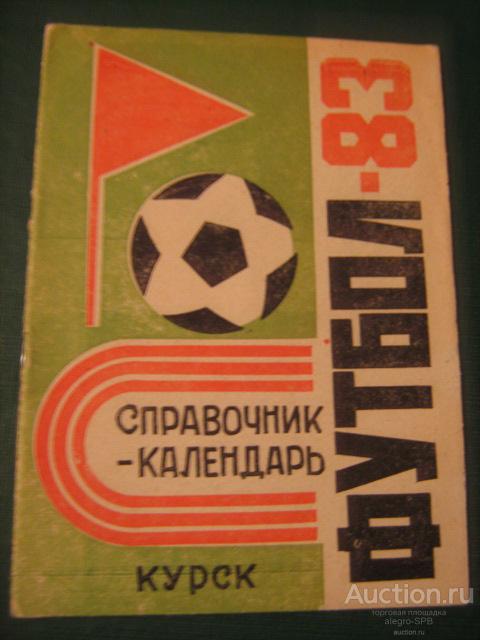 ФУТБОЛ-83
СПРАВОЧНИК
-КАЛЕНДАРЬ
КУРСК
Auction.ru
торговая площадка
alegro-SPB
auction.ru